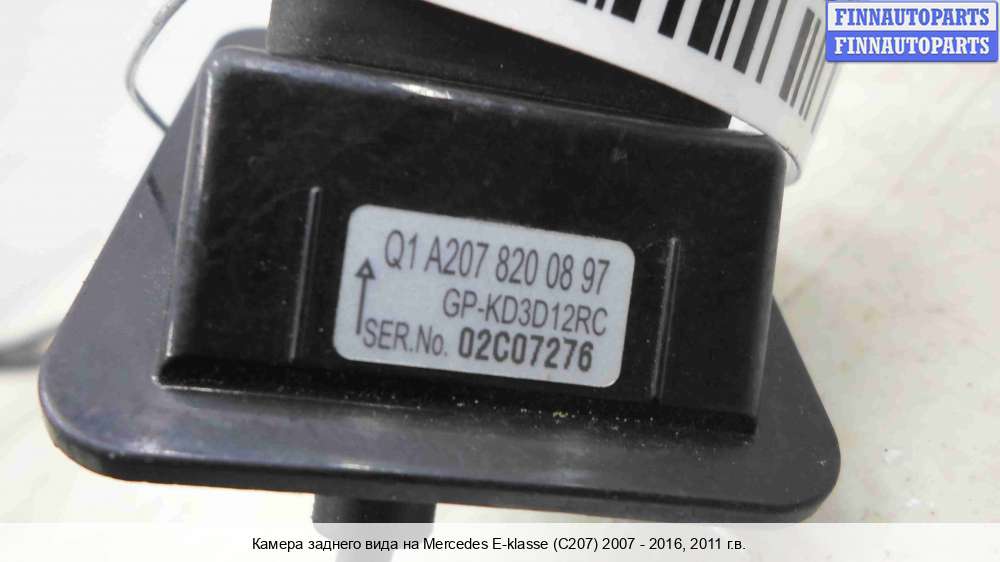 FINNAUTOPARTS
FINNAUTOPARTS
Q1 A207 820 08 97
GP-KD3D12RC
SER.No. 02C07276
Камера заднего вида на Mercedes E-klasse (C207) 2007 - 2016, 2011 г.в.